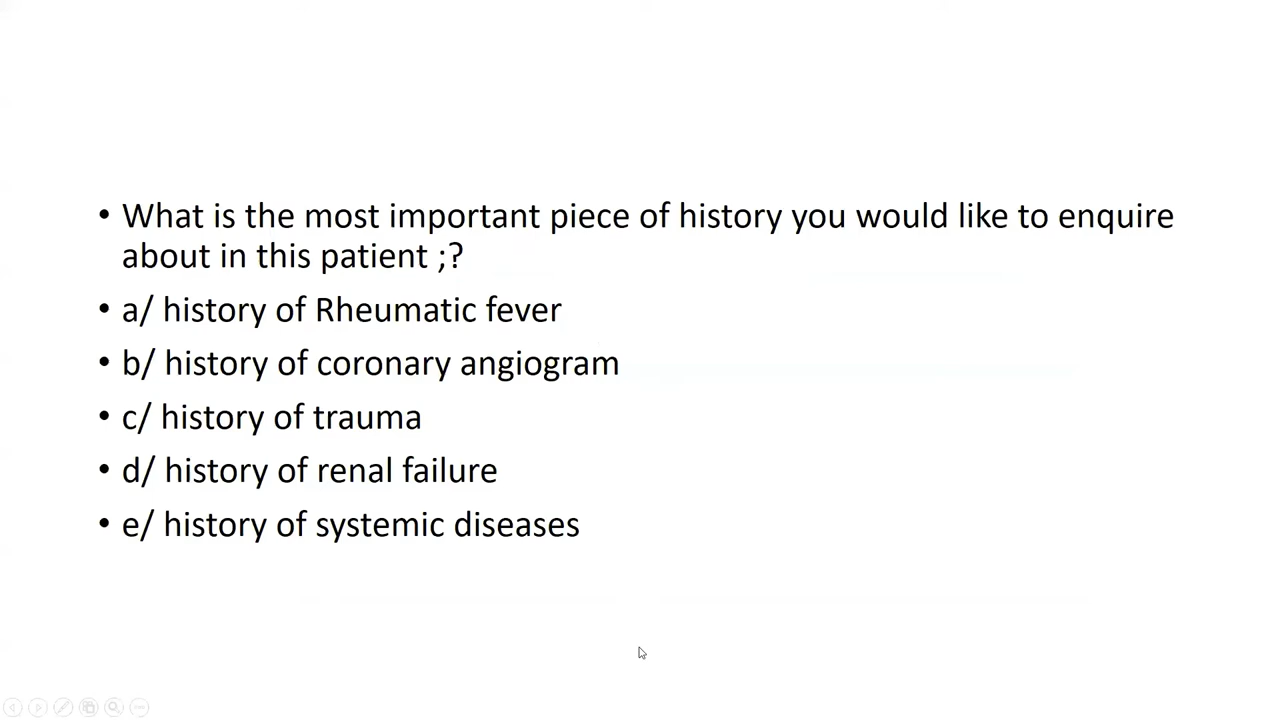 • What is the most important piece of history you would like to enquire
about in this patient ;?
• a/ history of Rheumatic fever
• b/ history of coronary angiogram
• c/ history of trauma
• d/ history of renal failure
• e/ history of systemic diseases